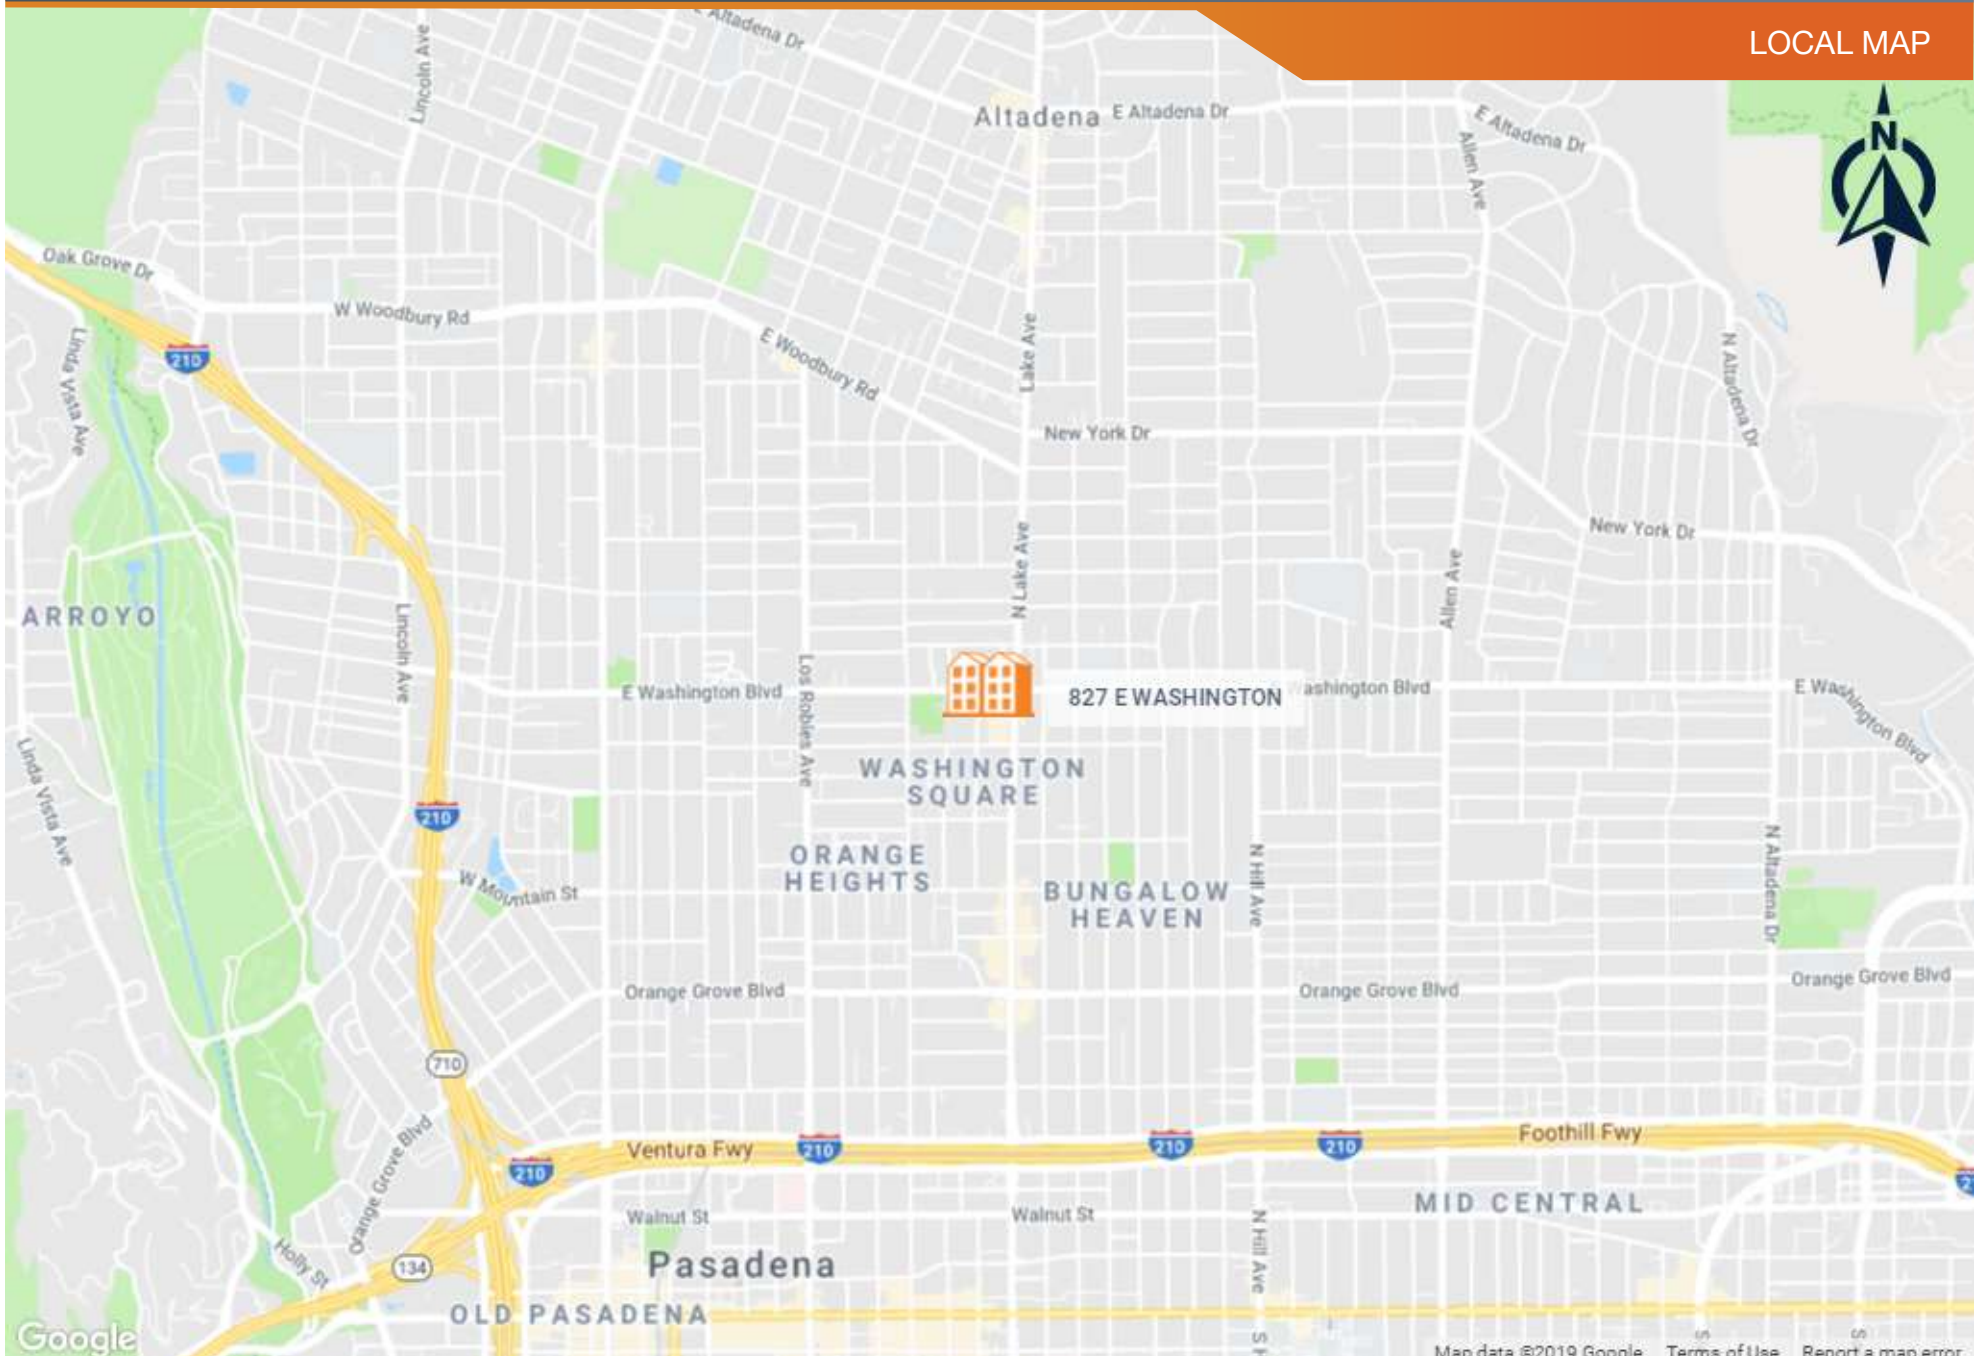 LOCAL MAP
E Altadena Dr
Lincoln Ave
Altadena
E Altadena Dr
E Altadena Dr
Allen Ave
N
Oak Grove Dr
W Woodbury Rd
E Woodbury Rd
Lake Ave
Linda Vista Ave
210
N Altadena Dr
New York Dr
New York Dr
N Lake Ave
Allen Ave
ARROYO
Lincoln Ave
Los Robles Ave
E Washington Blvd
827 E WASHINGTON
ashington Blvd
E Washington Blvd
Linda Vista Ave
WASHINGTON
SQUARE
210
ORANGE
HEIGHTS
W Mountain St
BUNGALOW
HEAVEN
N Hill Ave
N Altadena Dr
Orange Grove Blvd
Orange Grove Blvd
Orange Grove Blvd
710
Orange Grove Blvd
Ventura Fwy
210
210
210
210
Foothill Fwy
2
MID CENTRAL
Walnut St
Walnut St
N Hill Ave
Holly St
134
Pasadena
OLD PASADENA
Google
S H
S
S
Map data ©2019 Google
Terms of Use
Report a map error